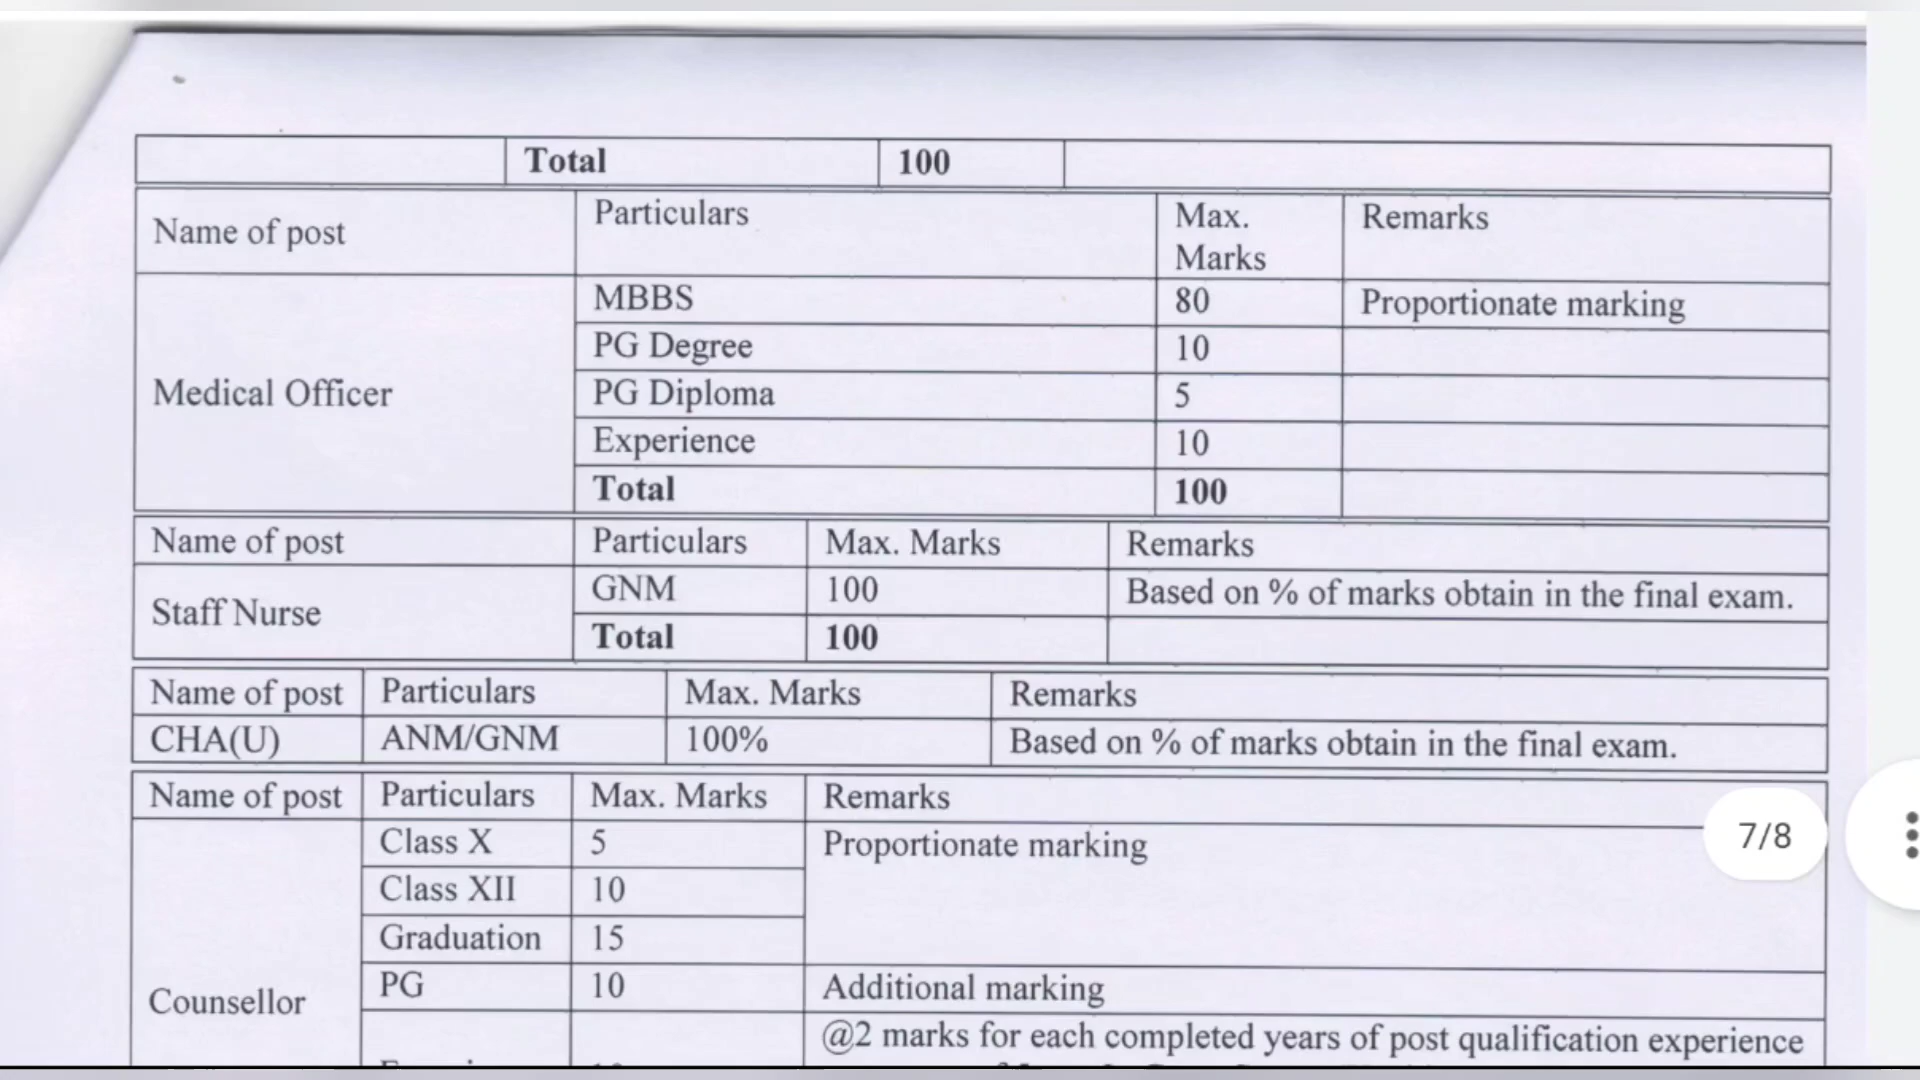 Total 100
Name of post Particulars Max. Marks Remarks
Medical Officer MBBS 80 Proportionate marking
PG Degree 10
PG Diploma 5
Experience 10
Total 100
Name of post Particulars Max. Marks Remarks
Staff Nurse GNM 100 Based on % of marks obtain in the final exam.
Total 100
Name of post Particulars Max. Marks Remarks
CHA(U) ANM/GNM 100% Based on % of marks obtain in the final exam.
Name of post Particulars Max. Marks Remarks
Counsellor Class X 5 Proportionate marking
Class XII 10
Graduation 15
PG 10 Additional marking
@2 marks for each completed years of post qualification experience
7/8